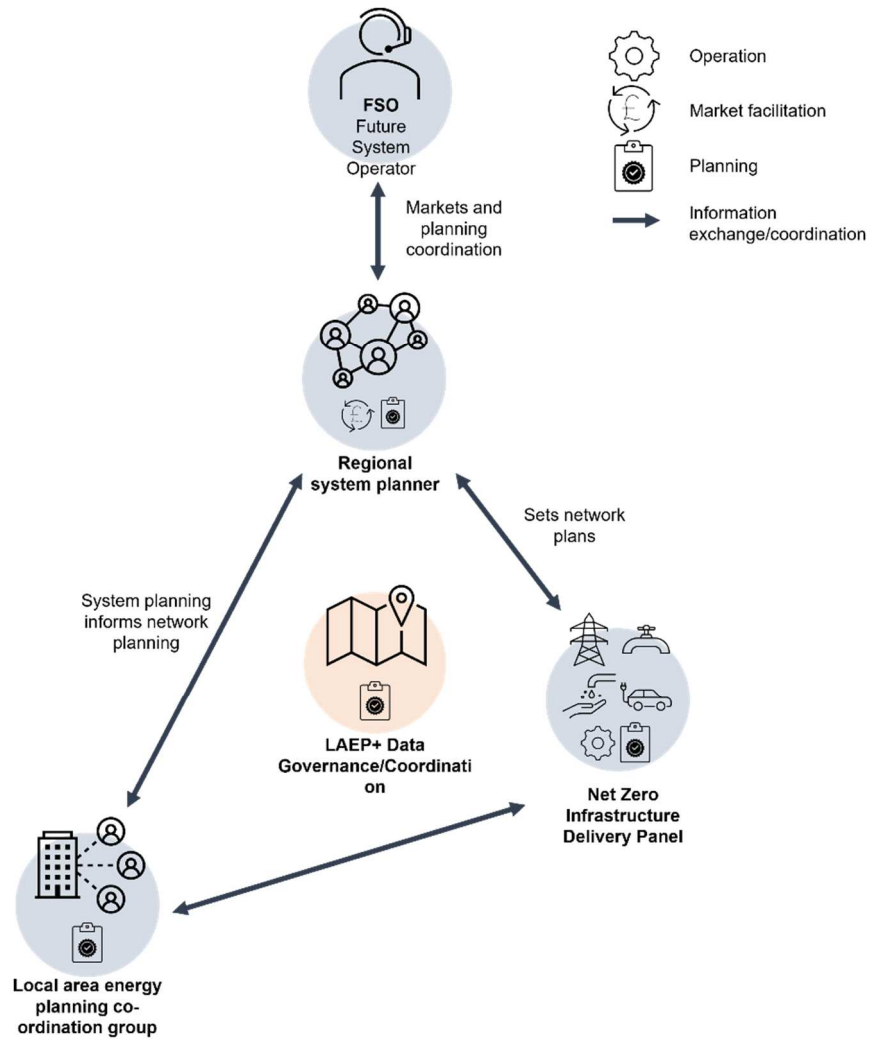 FSO
Future
System
Operator
Operation
Market facilitation
Planning
Information
exchange/coordination
Markets and
planning
coordination
Regional
system planner
Sets network
plans
System planning
informs network
planning
LAEP+ Data
Governance/Coordinati
on
Net Zero
Infrastructure
Delivery Panel
Local area energy
planning co-
ordination group